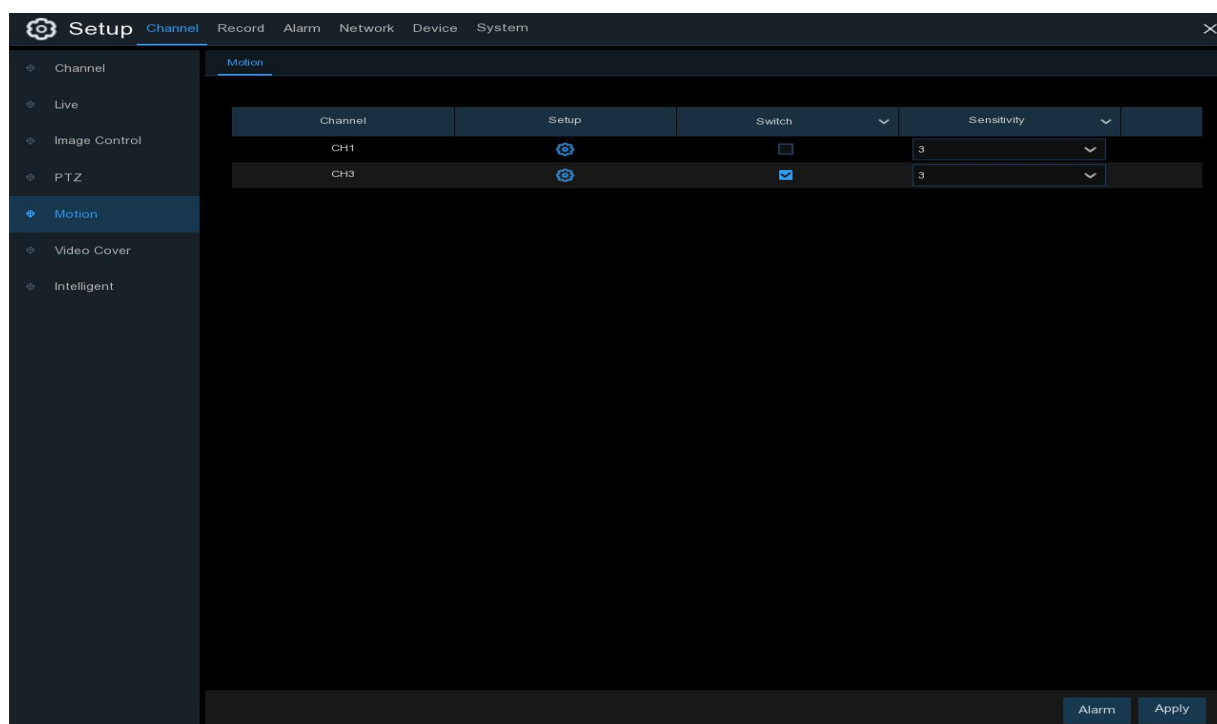 Setup Channel Record Alarm Network Device System
Channel
Motion
Live
Channel Setup Switch Sensitivity
Image Control
CH1 3
PTZ
CH3 3
Motion
Video Cover
Intelligent
Alarm Apply